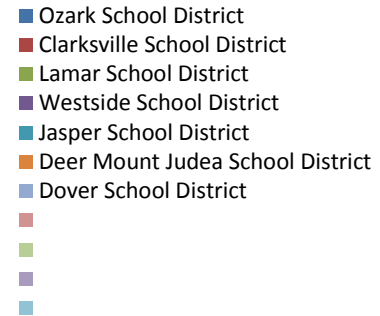 Ozark School District
Clarksville School District
Lamar School District
Westside School District
Jasper School District
Deer Mount Judea School District
Dover School District